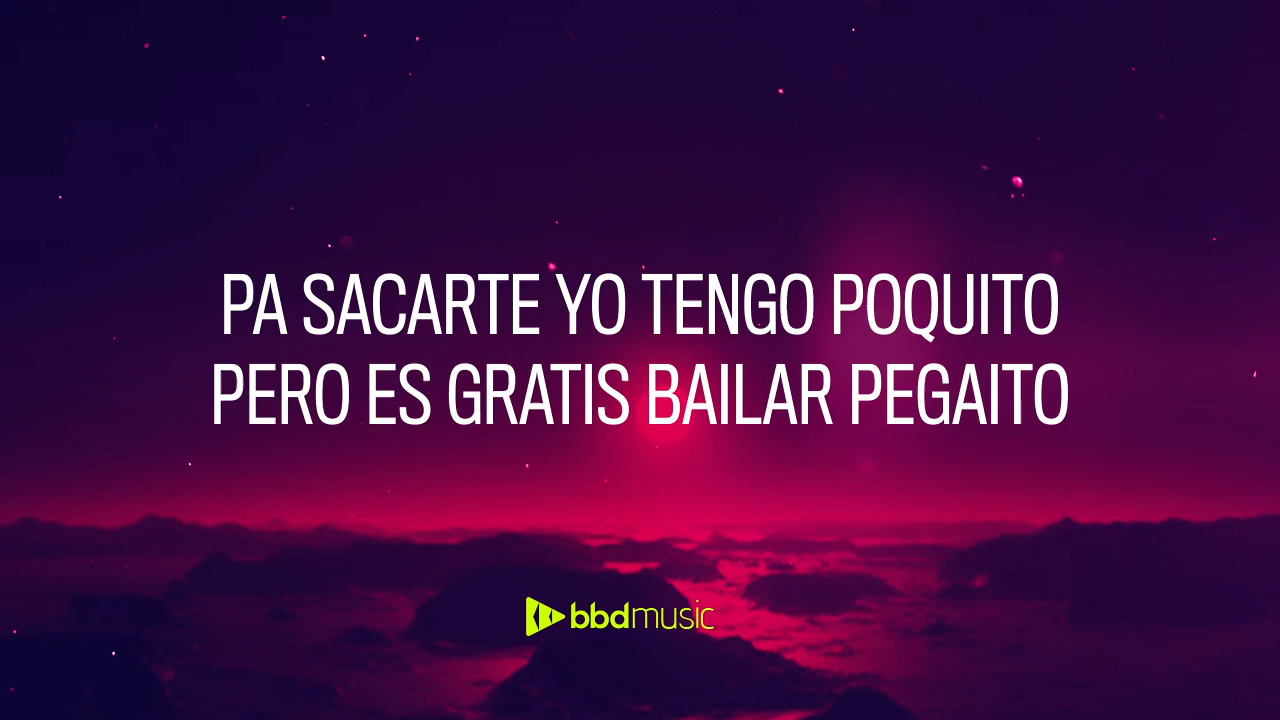 PA SACARTE YO TENGO POQUITO
PERO ES GRATIS BAILAR PEGAITO
bbdmusic